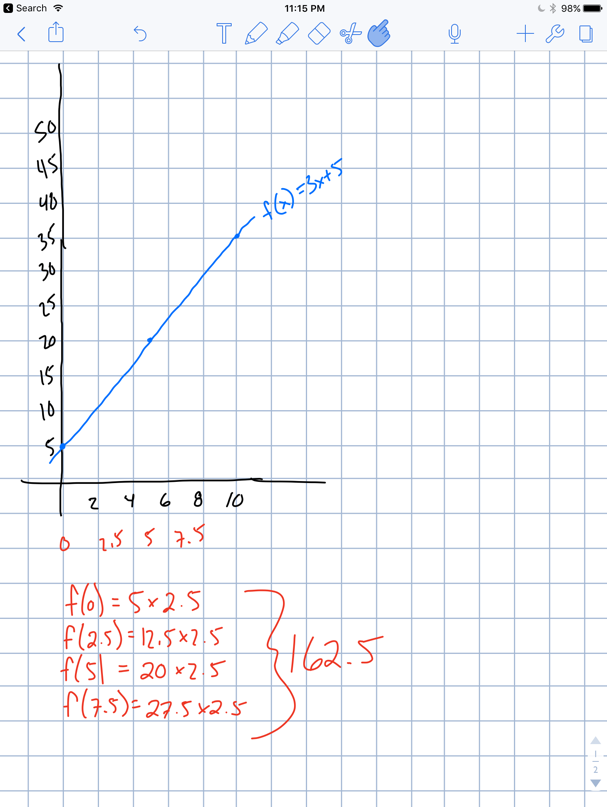 Search
11:15 PM
98%
T
50
45
40
35
30
25
20
15
10
5
f(x)=3x+5
2 4 6 8 10
0 2.5 5 7.5
f(0) = 5 × 2.5
f(2.5) = 12.5 × 2.5
f(5) = 20 × 2.5
f(7.5) = 27.5 × 2.5
162.5
1
2